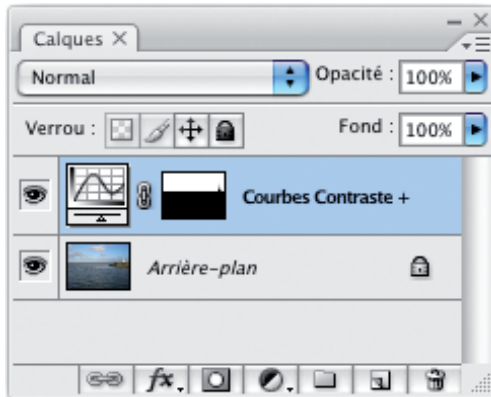 Calques
Normal
Opacité : 100%
Verrou :
Fond : 100%
Courbes Contraste +
Arrière-plan
fx.